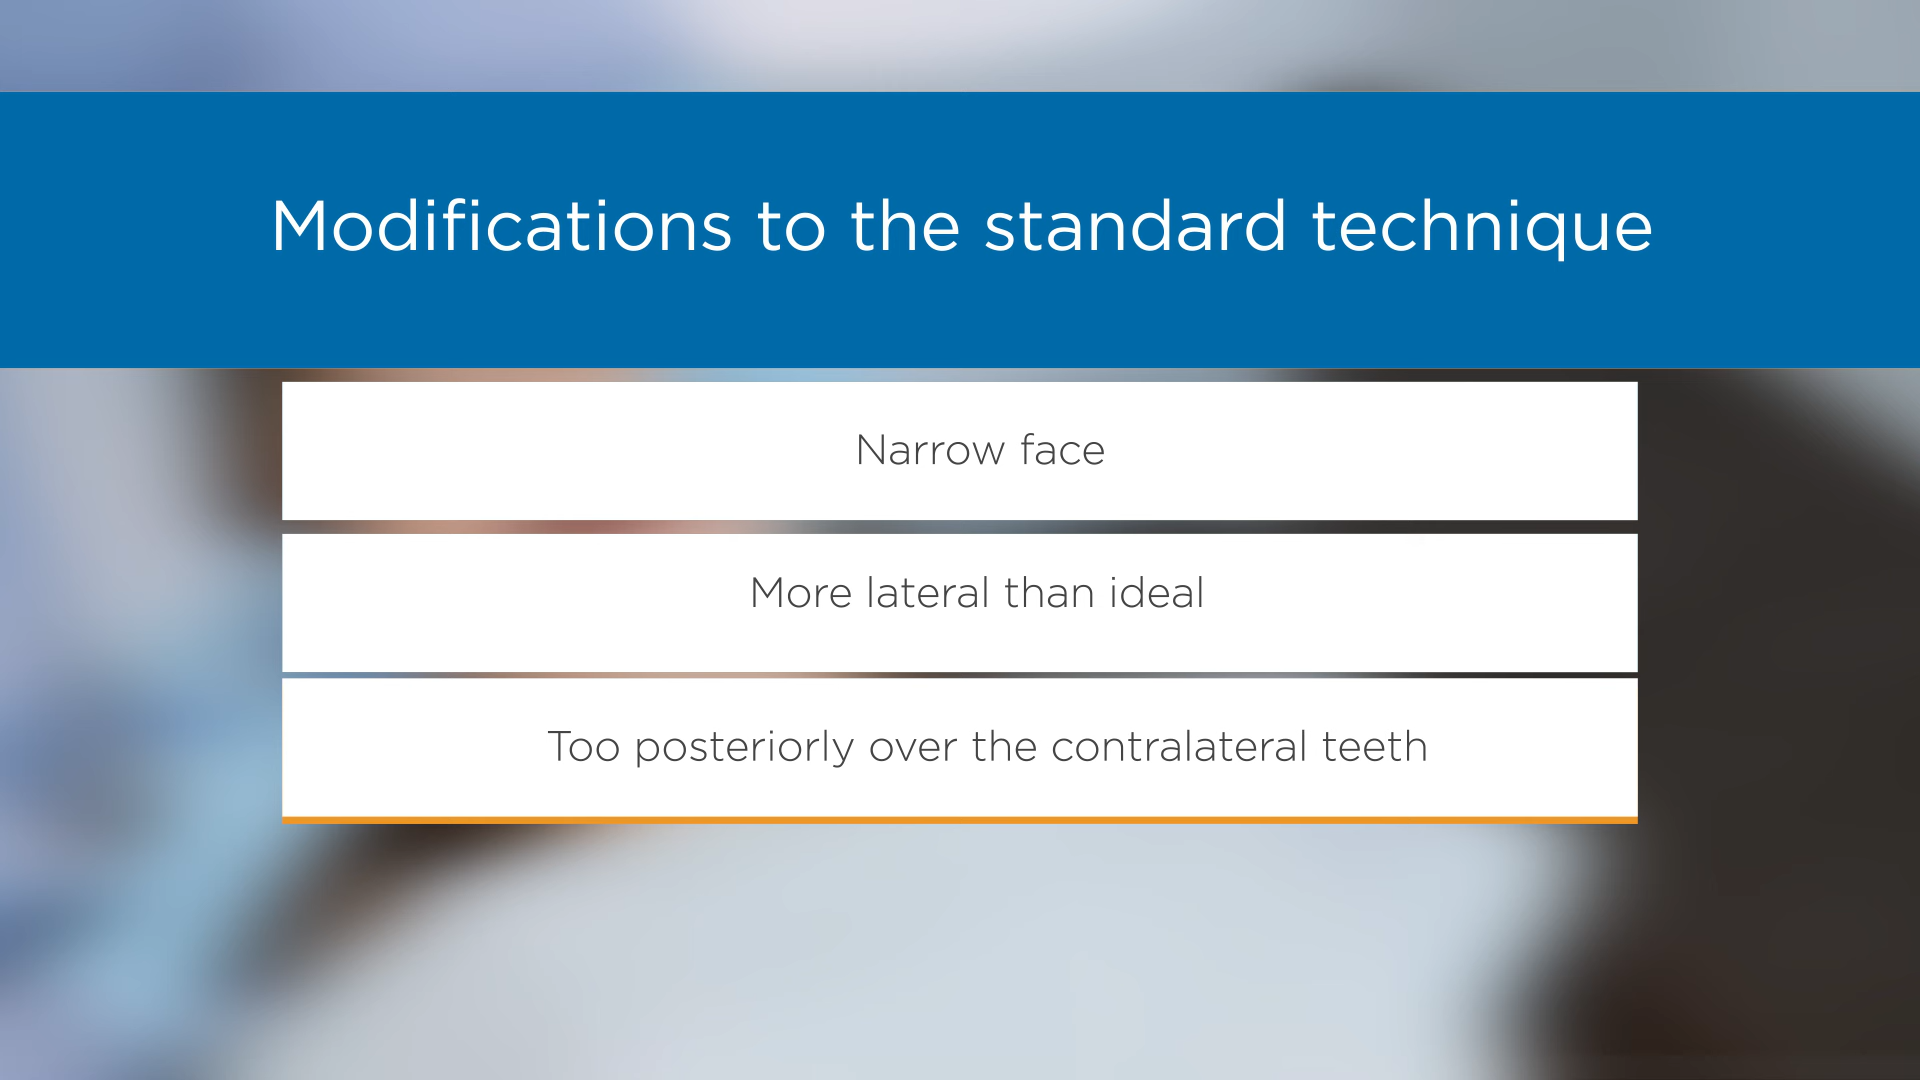 Modifications to the standard technique
Narrow face
More lateral than ideal
Too posteriorly over the contralateral teeth